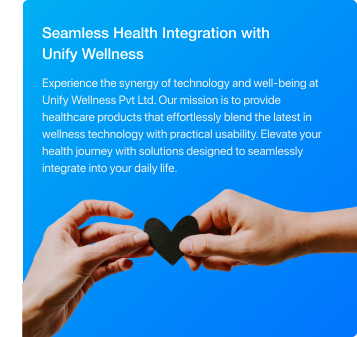 Seamless Health Integration with
Unify Wellness
Experience the synergy of technology and well-being at
Unify Wellness Pvt Ltd. Our mission is to provide
healthcare products that effortlessly blend the latest in
wellness technology with practical usability. Elevate your
health journey with solutions designed to seamlessly
integrate into your daily life.